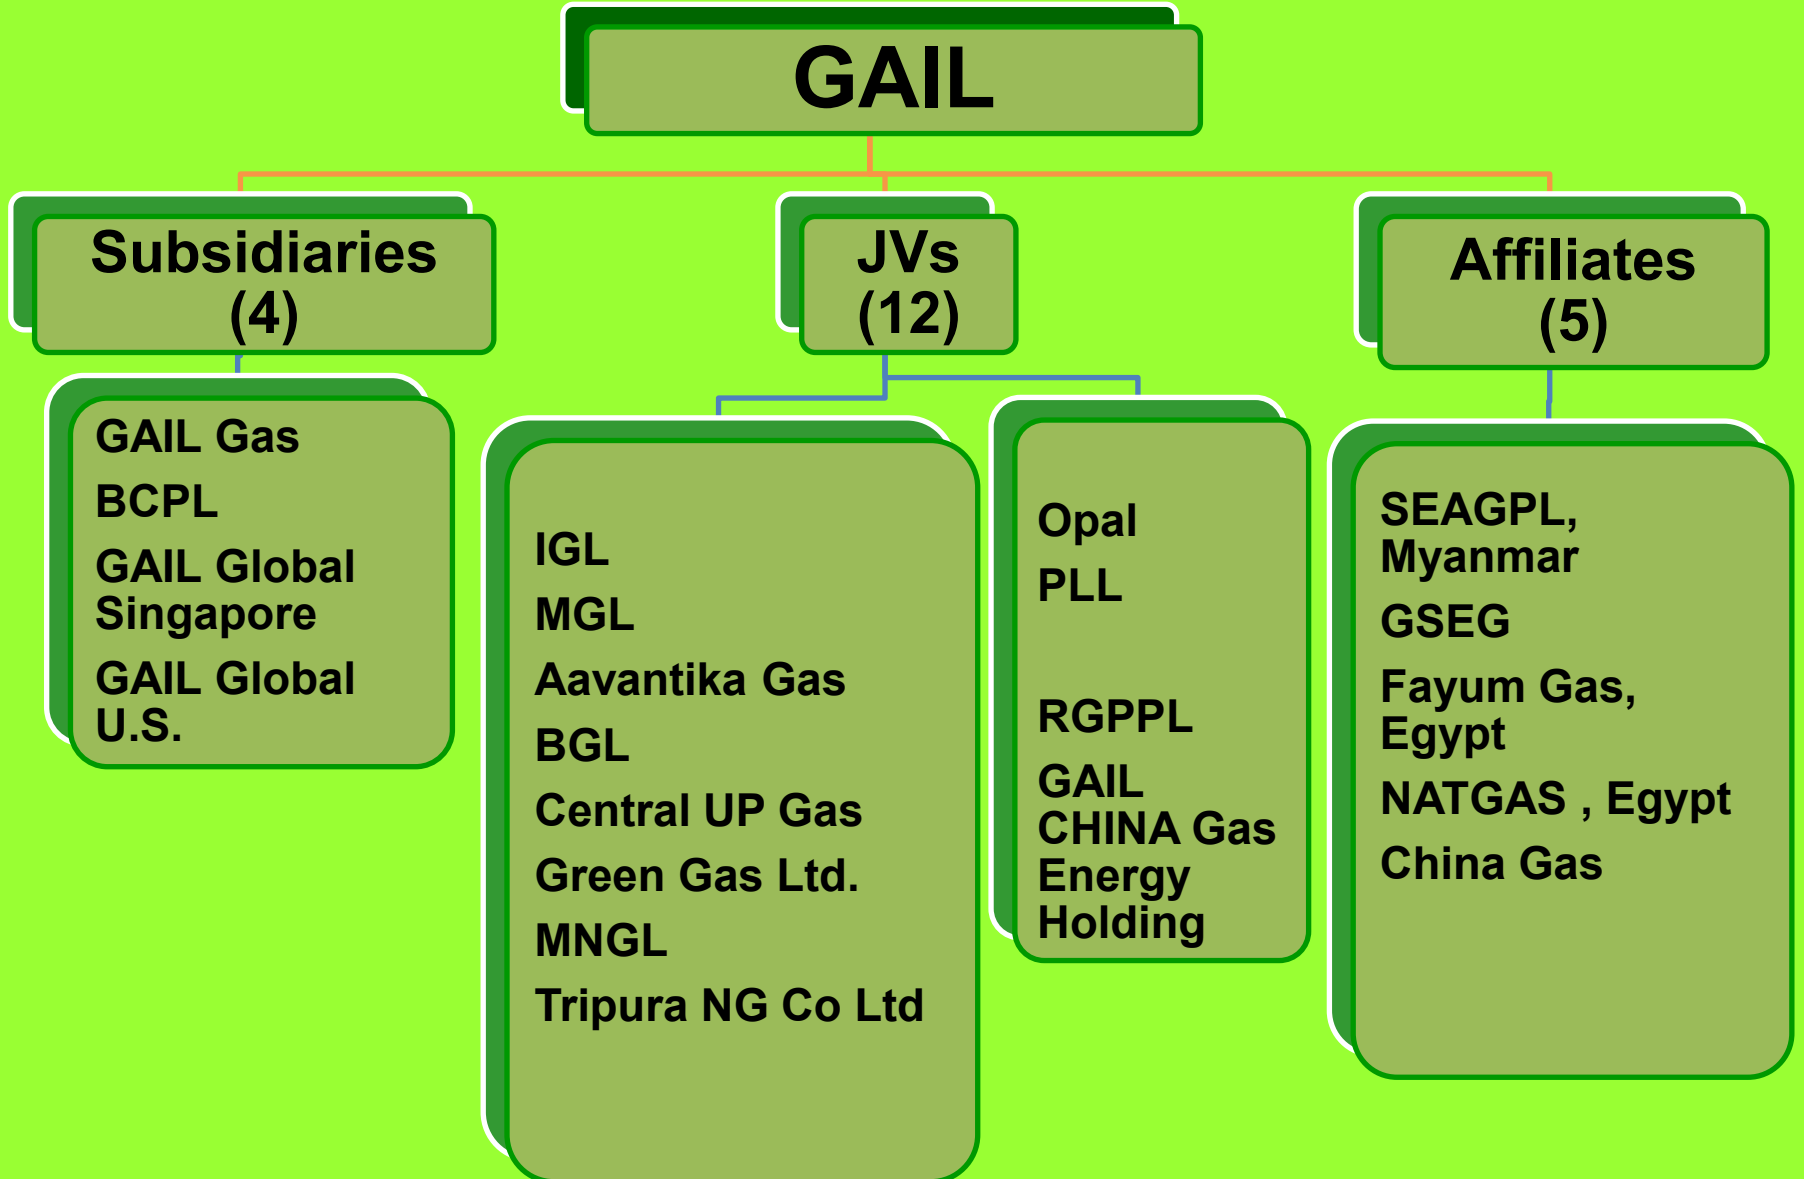 GAIL
Subsidiaries
(4)
JVs
(12)
Affiliates
(5)
GAIL Gas
BCPL
GAIL Global
Singapore
GAIL Global
U.S.
IGL
MGL
Aavantika Gas
BGL
Central UP Gas
Green Gas Ltd.
MNGL
Tripura NG Co Ltd
Opal
PLL
RGPPL
GAIL
CHINA Gas
Energy
Holding
SEAGPL,
Myanmar
GSEG
Fayum Gas,
Egypt
NATGAS , Egypt
China Gas